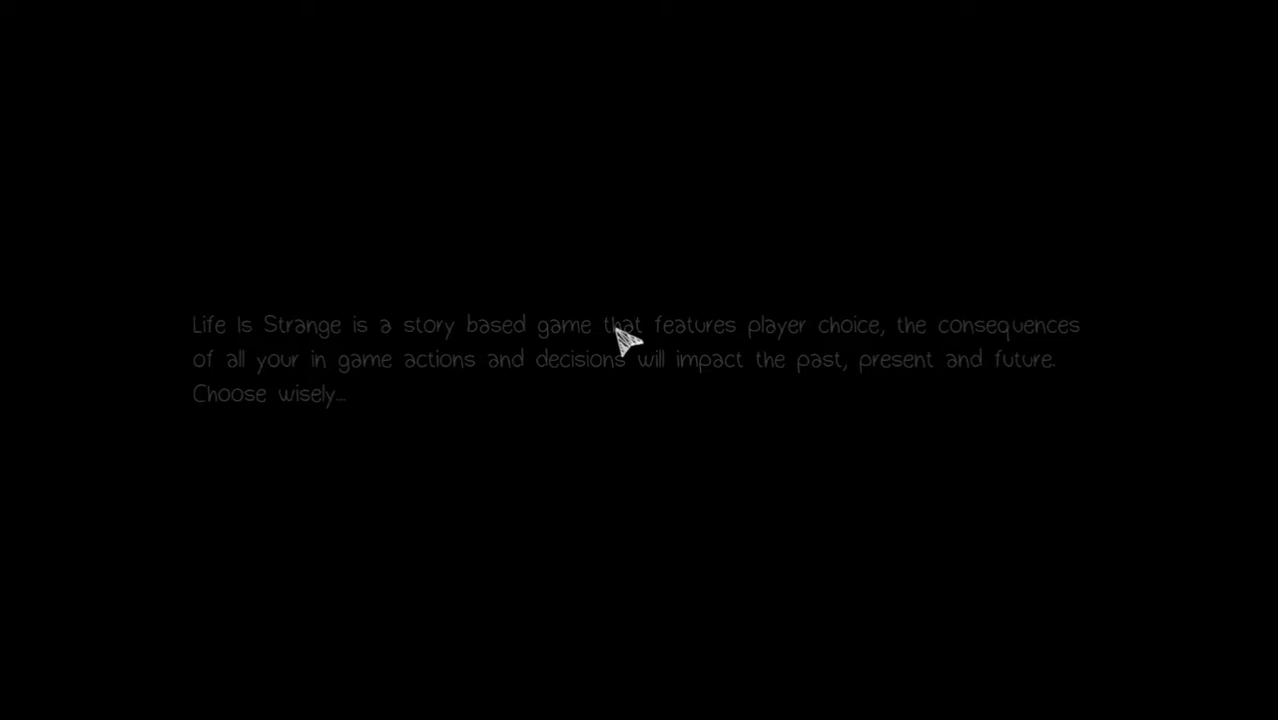 Life Is Strange is a story based game that features player choice, the consequences
of all your in game actions and decisions will impact the past, present and future.
Choose wisely...